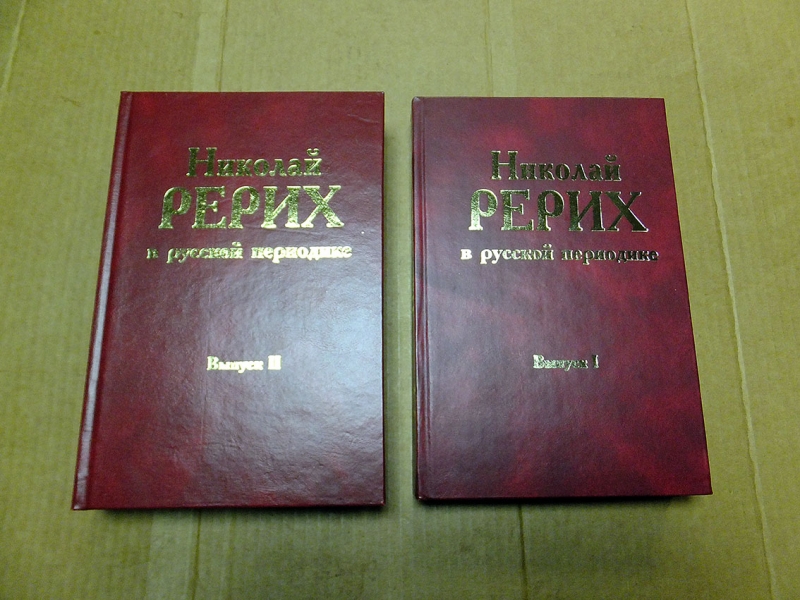 Николай
РЕРИХ
в русской периодике
Выпуск II
Николай
РЕРИХ
в русской периодике
Выпуск I